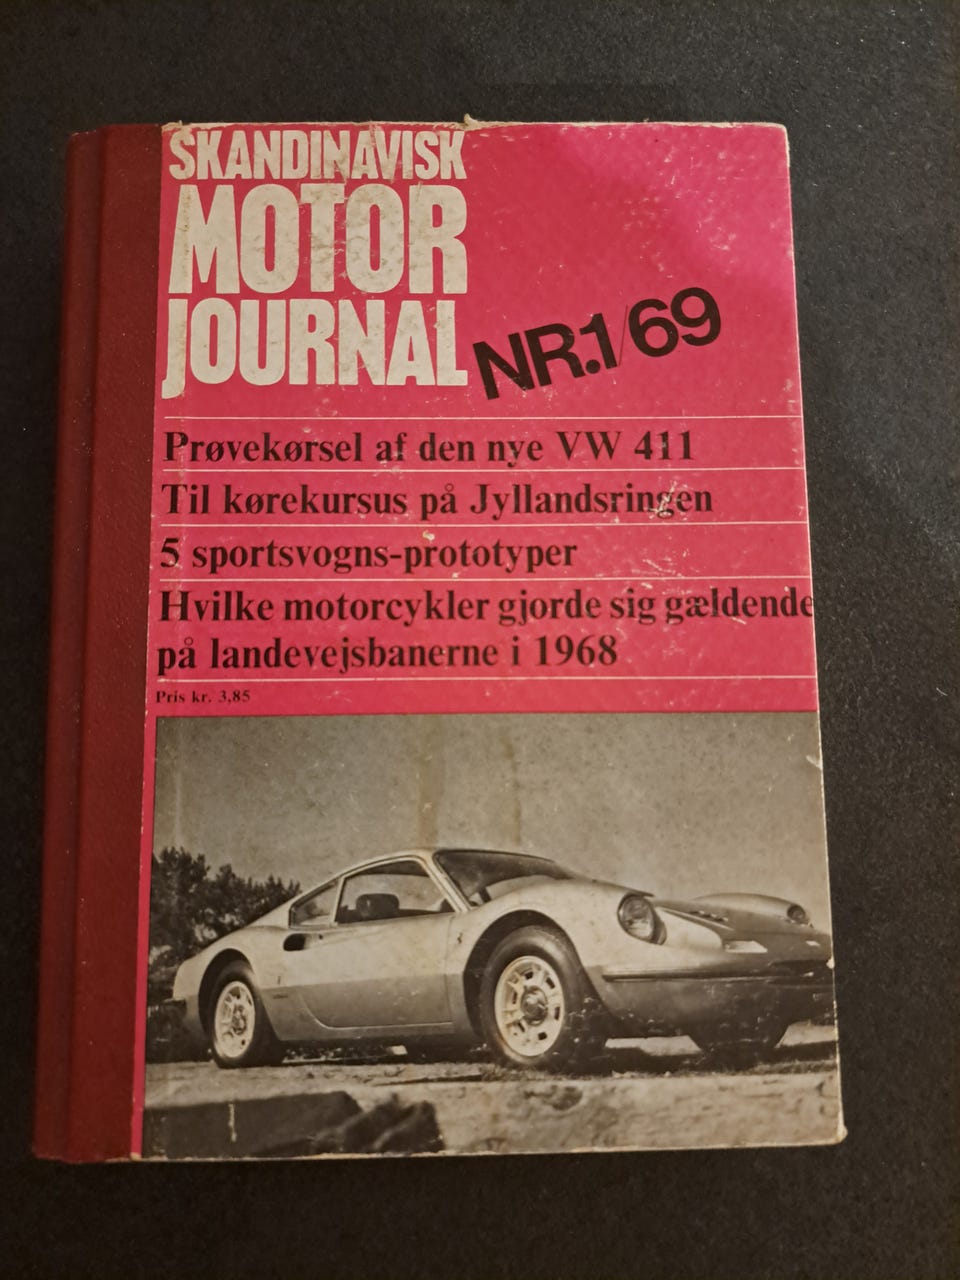 SKANDINAVISK
MOTOR
JOURNAL
NR.1/69
Prøvekørsel af den nye VW 411
Til kørekursus på Jyllandsringen
5 sportsvogns-prototyper
Hvilke motorcykler gjorde sig gældende
på landevejsbanerne i 1968
Pris kr. 3,85